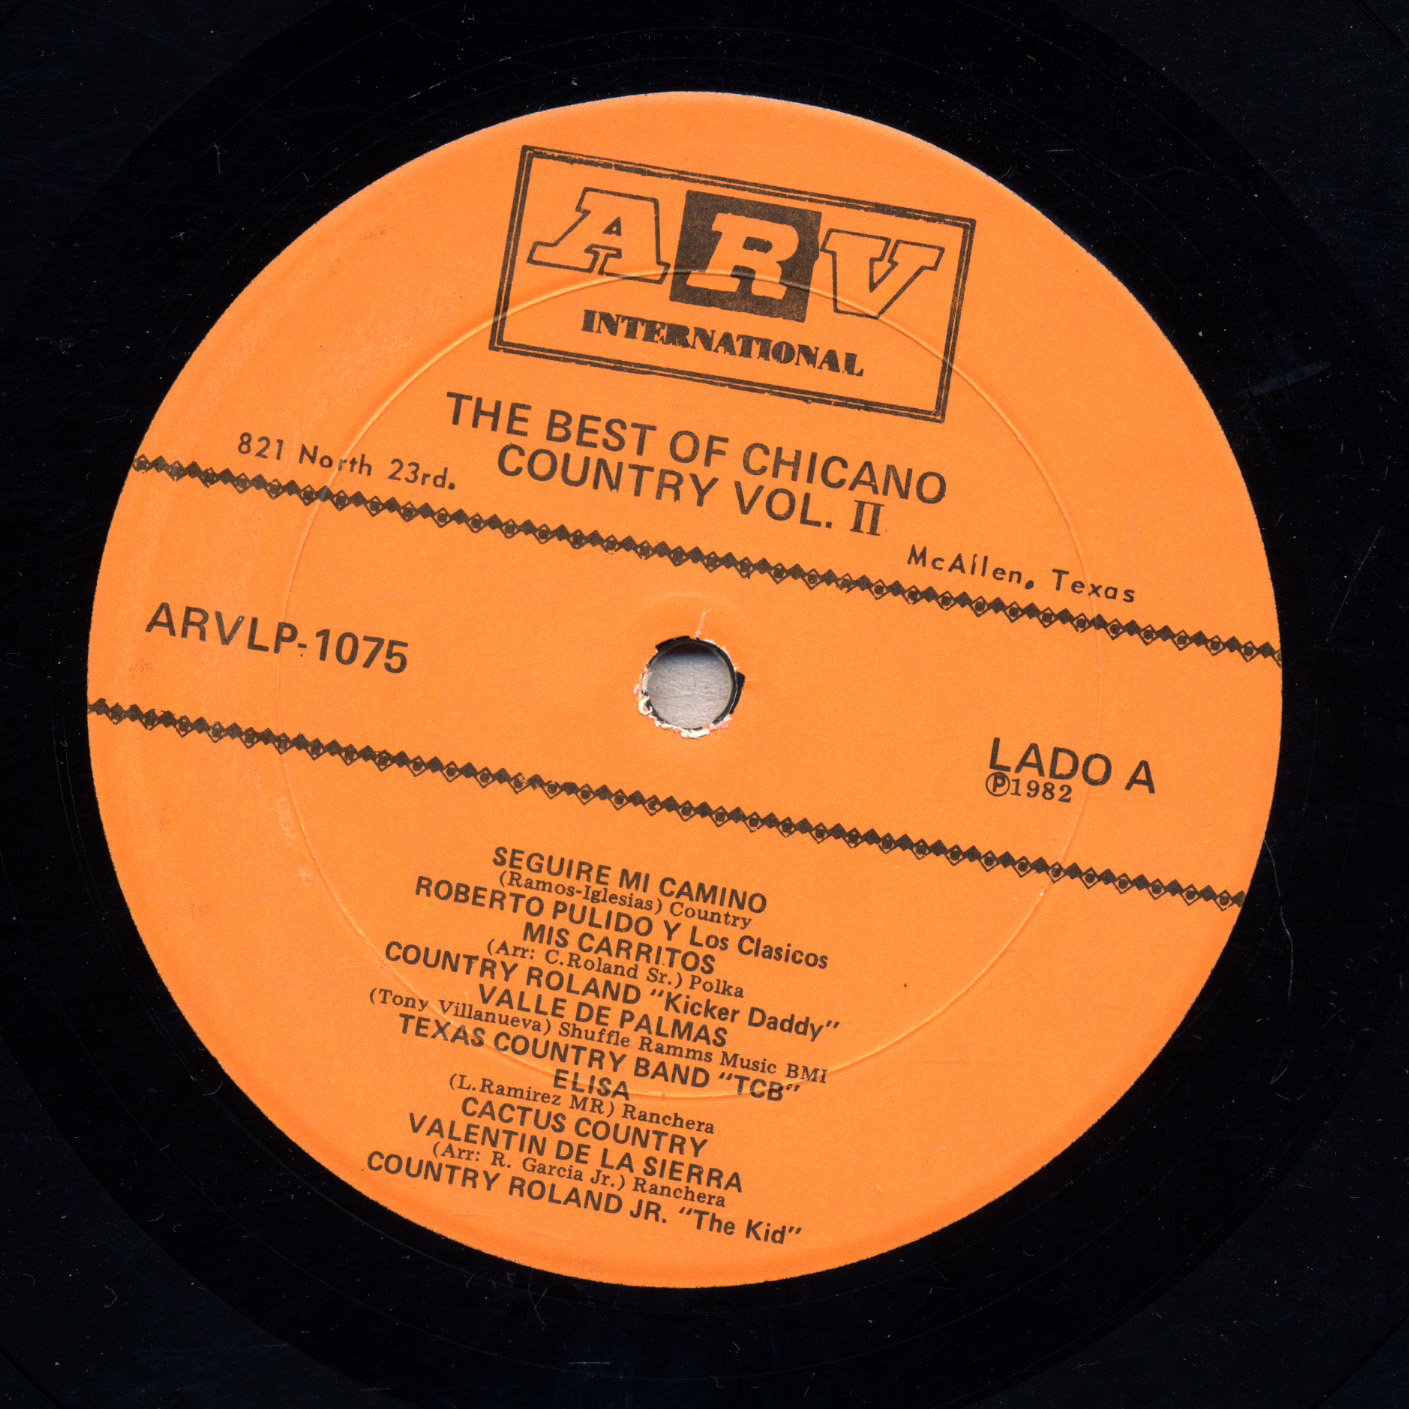 ARV
INTERNATIONAL
THE BEST OF CHICANO
COUNTRY VOL. II
821 North 23rd.
McAllen, Texas
ARVLP-1075
LADO A
Ⓟ1982
SEGUIRE MI CAMINO
(Ramos-Iglesias) Country
ROBERTO PULIDO Y Los Clasicos
MIS CARRITOS
(Arr: C.Roland Sr.) Polka
COUNTRY ROLAND "Kicker Daddy"
VALLE DE PALMAS
(Tony Villanueva) Shuffle Ramms Music BMI
TEXAS COUNTRY BAND "TCB"
ELISA
(L.Ramirez MR) Ranchera
CACTUS COUNTRY
VALENTIN DE LA SIERRA
(Arr: R. Garcia Jr.) Ranchera
COUNTRY ROLAND JR. "The Kid"